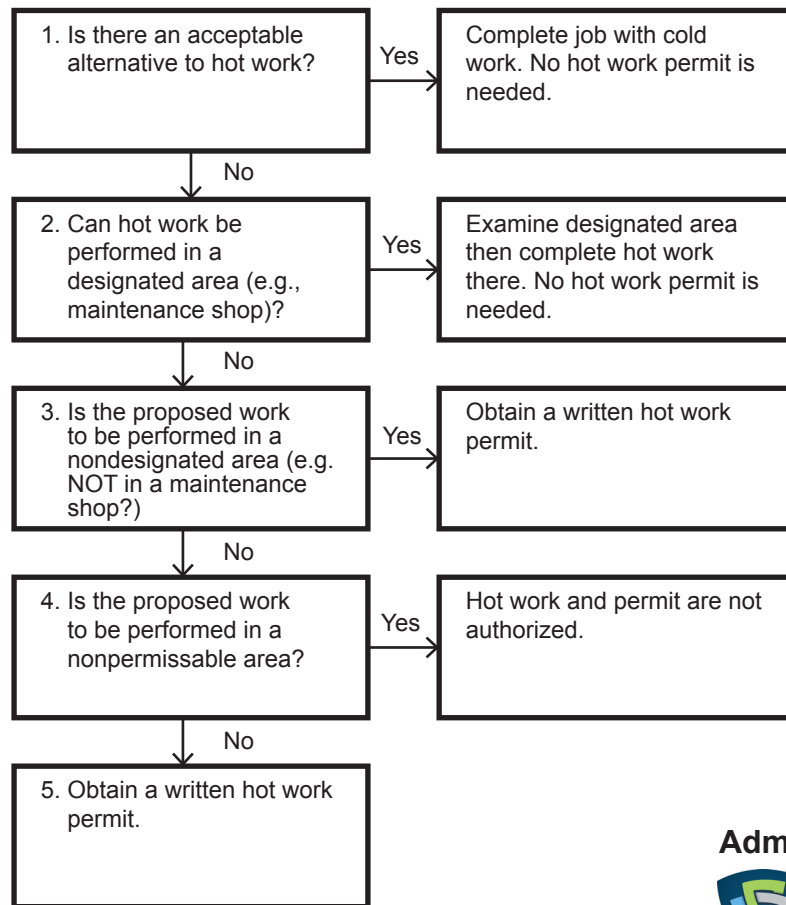 1. Is there an acceptable
alternative to hot work?
Yes
Complete job with cold
work. No hot work permit is
needed.
No
2. Can hot work be
performed in a
designated area (e.g.,
maintenance shop)?
Yes
Examine designated area
then complete hot work
there. No hot work permit is
needed.
No
3. Is the proposed work
to be performed in a
nondesignated area (e.g.
NOT in a maintenance
shop?)
Yes
Obtain a written hot work
permit.
No
4. Is the proposed work
to be performed in a
nonpermissable area?
Yes
Hot work and permit are not
authorized.
No
5. Obtain a written hot work
permit.
Adm